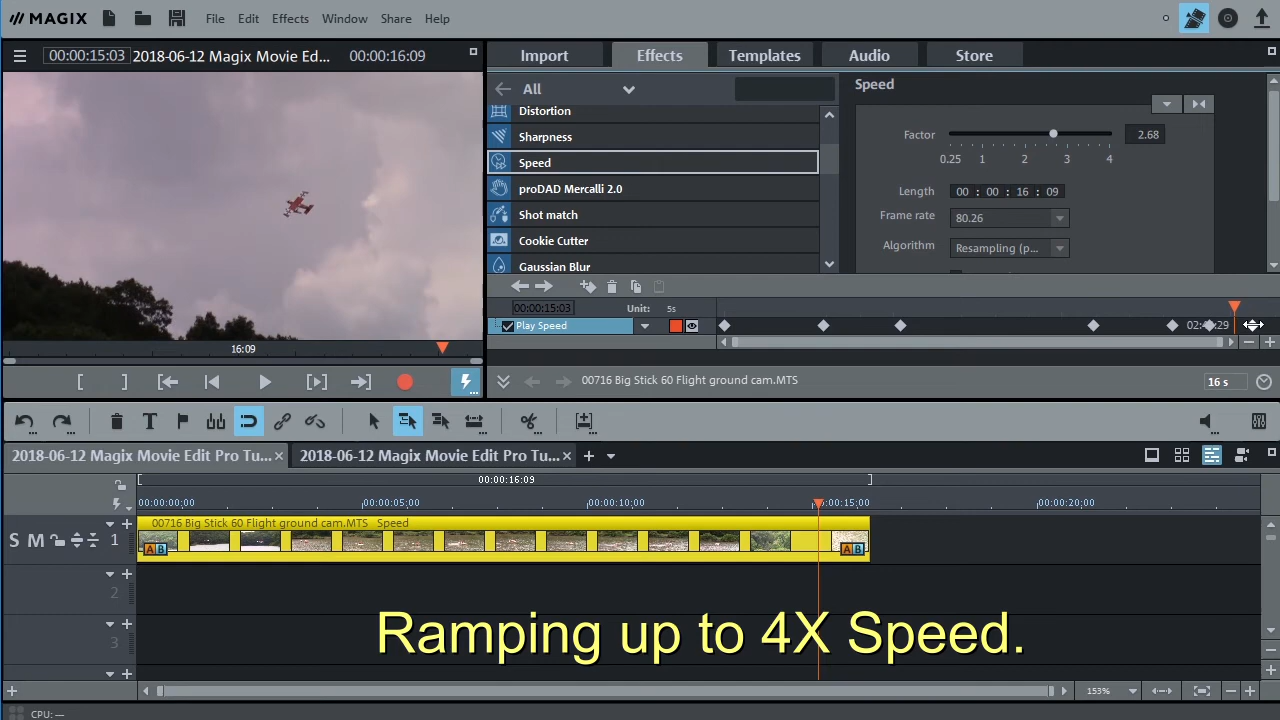 MAGIX File Edit Effects Window Share Help
00:00:15:03 2018-06-12 Magix Movie Edi... 00:00:16:09
Import Effects Templates Audio Store
All
Distortion
Sharpness
Speed
proDAD Mercalli 2.0
Shot match
Cookie Cutter
Gaussian Blur
Speed
Factor 2.68
0.25 1 2 3 4
Length 00 : 00 : 16 : 09
Frame rate 80.26
Algorithm Resampling (p...
00:00:15:03 Unit: 5s
Play Speed
16:09
00716 Big Stick 60 Flight ground cam.MTS 16 s
2018-06-12 Magix Movie Edit Pro Tu...× 2018-06-12 Magix Movie Edit Pro Tu...×
00:00:16:09
00:00:00;00 00:00:05;00 00:00:10;00 00:00:20;00
00716 Big Stick 60 Flight ground cam.MTS Speed
S M 1
A B A B
2
3
Ramping up to 4X Speed.
153%
CPU: —